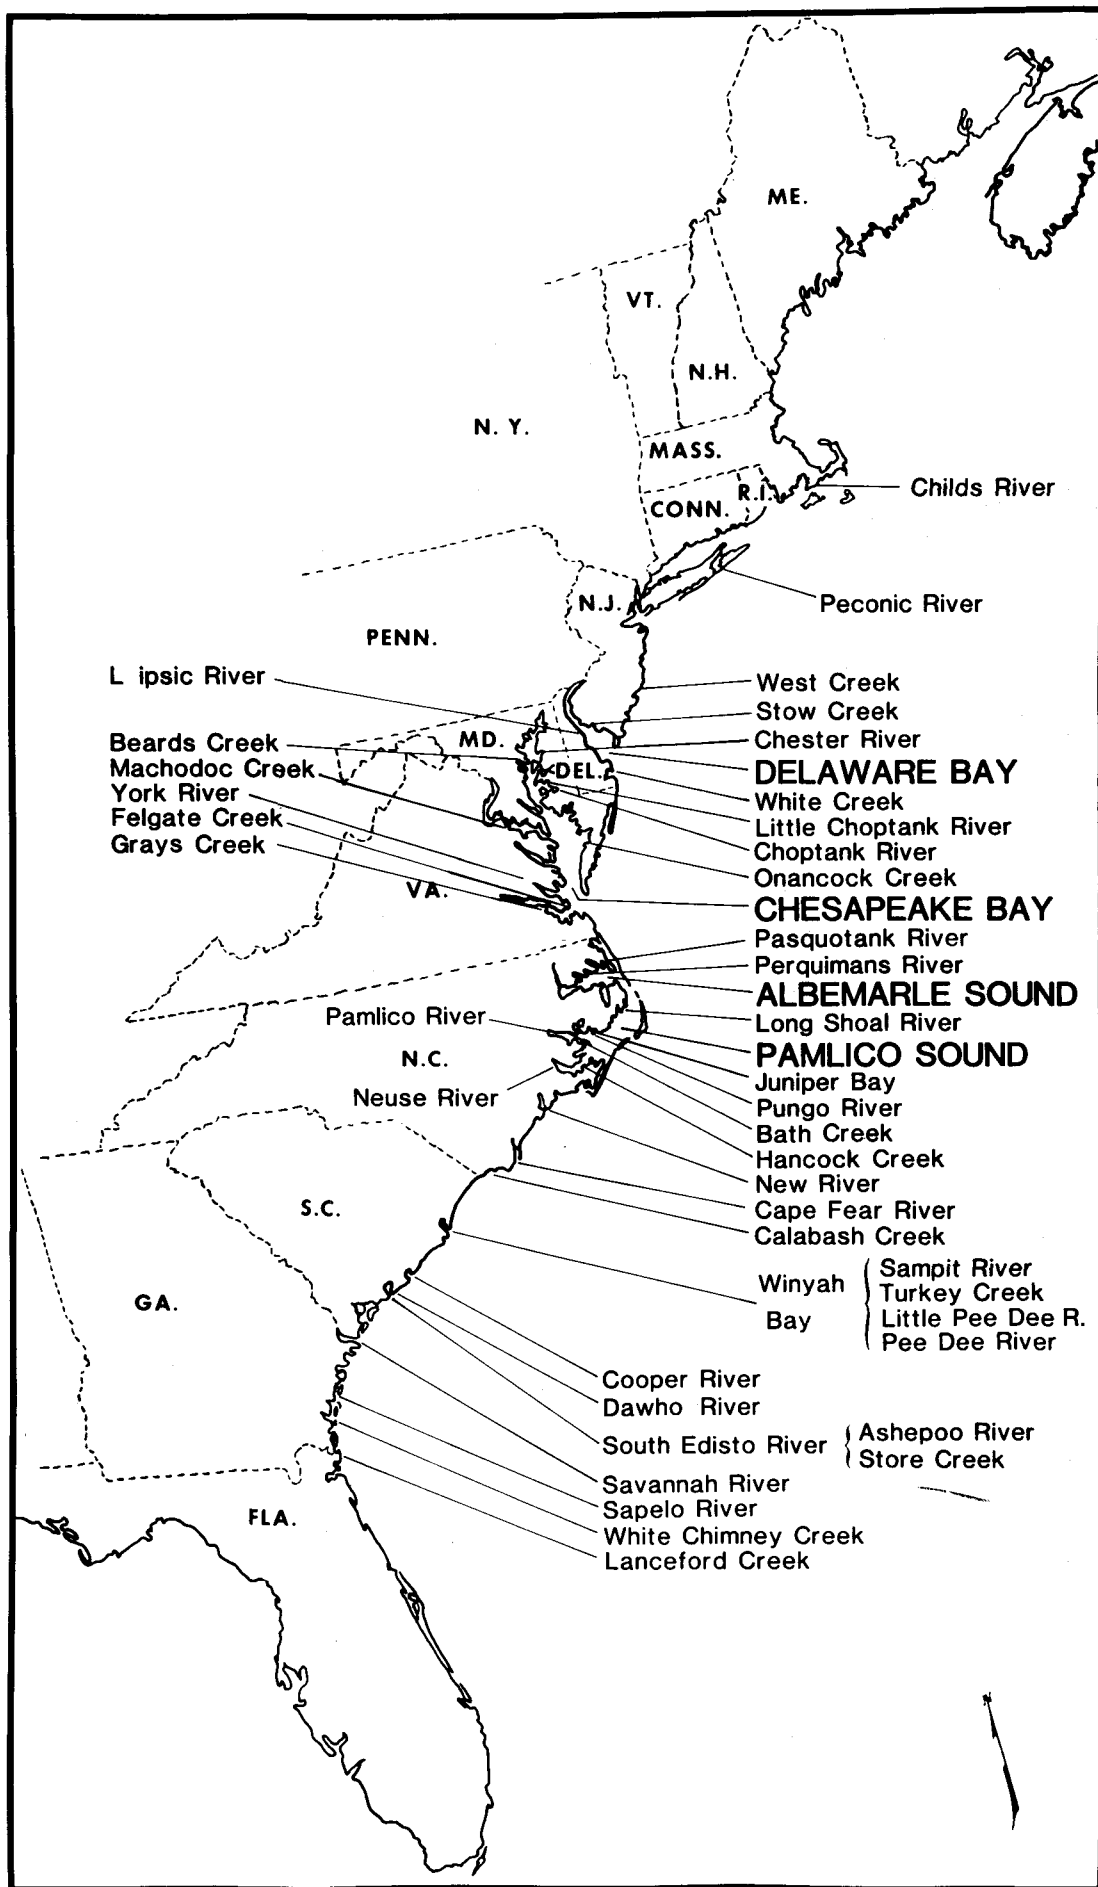 ME.
VT.
N.H.
N. Y.
MASS.
CONN.
R.I.
Childs River
Peconic River
N.J.
PENN.
L ipsic River
Beards Creek
Machodoc Creek
York River
Felgate Creek
Grays Creek
MD.
DEL.
VA.
West Creek
Stow Creek
Chester River
DELAWARE BAY
White Creek
Little Choptank River
Choptank River
Onancock Creek
CHESAPEAKE BAY
Pasquotank River
Perquimans River
ALBEMARLE SOUND
Long Shoal River
PAMLICO SOUND
Juniper Bay
Pungo River
Bath Creek
Hancock Creek
New River
Cape Fear River
Calabash Creek
Pamlico River
N.C.
Neuse River
S.C.
GA.
Winyah
Bay
Sampit River
Turkey Creek
Little Pee Dee R.
Pee Dee River
Cooper River
Dawho River
South Edisto River
Ashepoo River
Store Creek
Savannah River
Sapelo River
White Chimney Creek
Lanceford Creek
FLA.
N